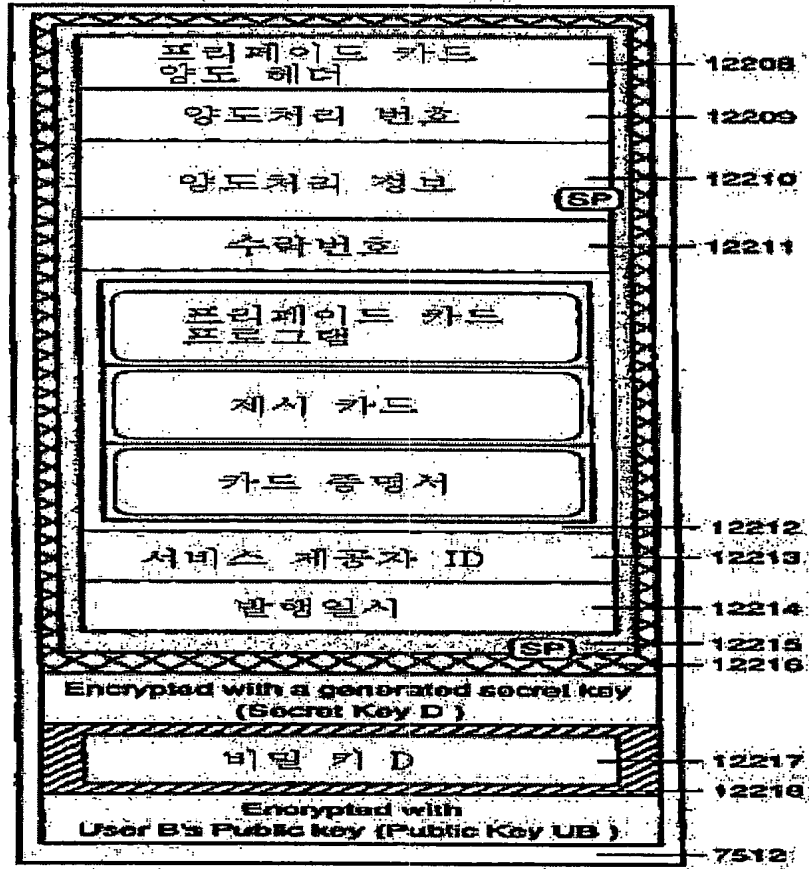 프리페이드 카드
양도 헤더
12208
양도처리 번호
12209
양도처리 정보
12210
SP
수락번호
12211
프리페이드 카드
프로그램
제시 카드
카드 증명서
12212
서비스 제공자 ID
12213
발행일시
12214
SP
12215
12216
Encrypted with a generated secret key
(Secret Key D )
비밀 키 D
12217
12218
Encrypted with
User B's Public key (Public Key UB )
7512